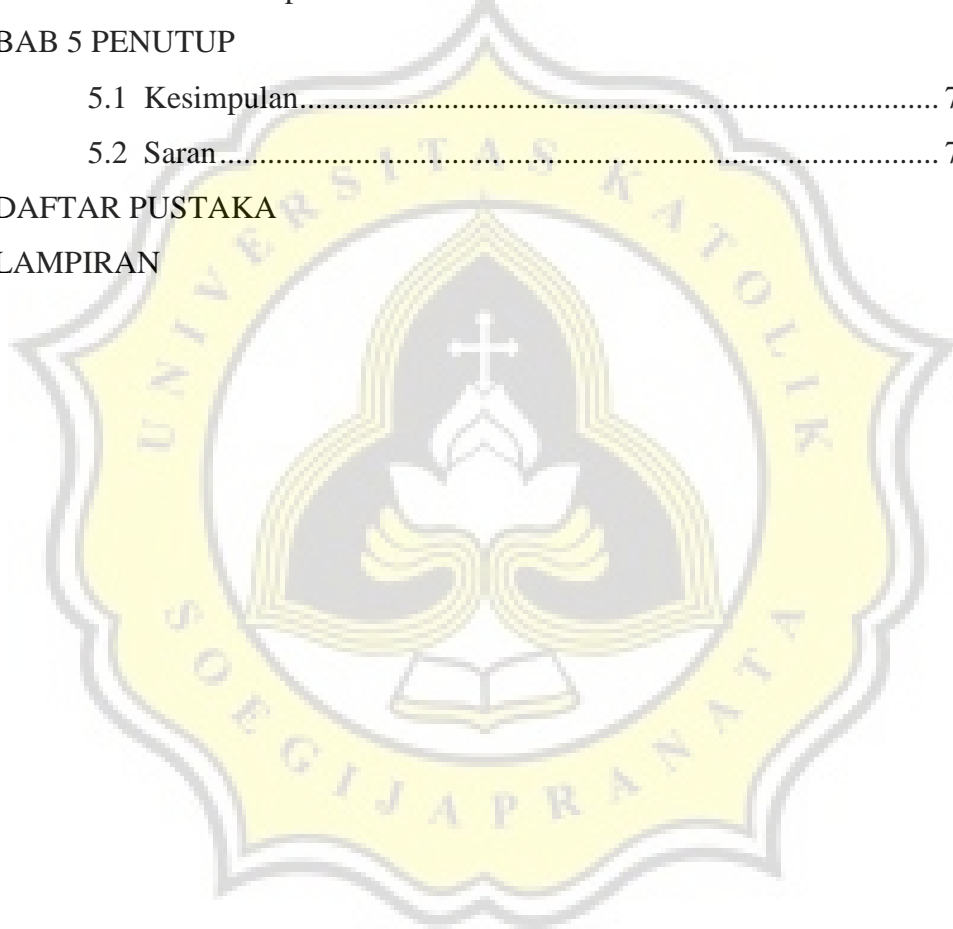 BAB 5 PENUTUP
5.1 Kesimpulan........................................................................ 7
5.2 Saran.................................................................................. 7
DAFTAR PUSTAKA
LAMPIRAN
UNIVERSITAS KATOLIK
SOEGIJAPRANATA